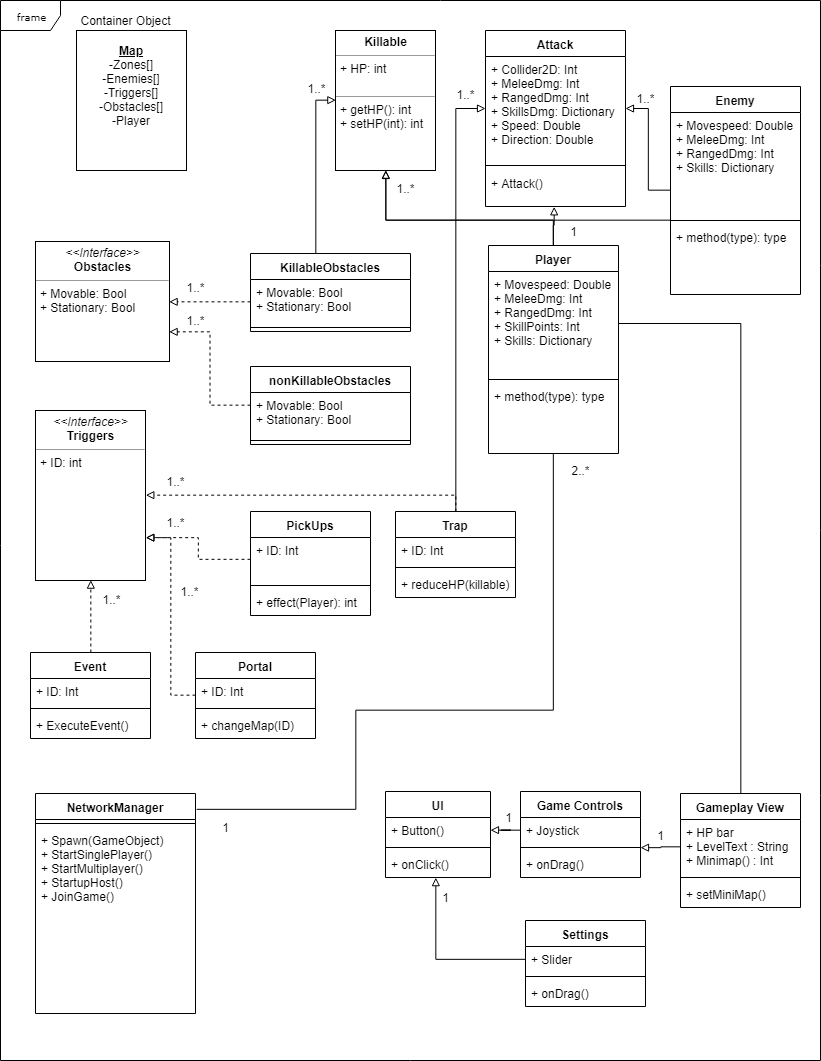 frame
Container Object
Map
-Zones[]
-Enemies[]
-Triggers[]
-Obstacles[]
-Player
Killable
+ HP: int
+ getHP(): int
+ setHP(int): int
1..*
1..*
Attack
+ Collider2D: Int
+ MeleeDmg: Int
+ RangedDmg: Int
+ SkillsDmg: Dictionary
+ Speed: Double
+ Direction: Double
+ Attack()
1..*
1..*
1
Enemy
+ Movespeed: Double
+ MeleeDmg: Int
+ RangedDmg: Int
+ Skills: Dictionary
+ method(type): type
<<Interface>>
Obstacles
+ Movable: Bool
+ Stationary: Bool
1..*
1..*
KillableObstacles
+ Movable: Bool
+ Stationary: Bool
Player
+ Movespeed: Double
+ MeleeDmg: Int
+ RangedDmg: Int
+ SkillPoints: Int
+ Skills: Dictionary
+ method(type): type
2..*
nonKillableObstacles
+ Movable: Bool
+ Stationary: Bool
<<Interface>>
Triggers
+ ID: int
1..*
1..*
1..*
1..*
PickUps
+ ID: Int
+ effect(Player): int
Trap
+ ID: Int
+ reduceHP(killable)
Event
+ ID: Int
+ ExecuteEvent()
Portal
+ ID: Int
+ changeMap(ID)
NetworkManager
+ Spawn(GameObject)
+ StartSinglePlayer()
+ StartMultiplayer()
+ StartupHost()
+ JoinGame()
1
UI
+ Button()
+ onClick()
1
1
Game Controls
+ Joystick
+ onDrag()
1
Gameplay View
+ HP bar
+ LevelText : String
+ Minimap() : Int
+ setMiniMap()
Settings
+ Slider
+ onDrag()